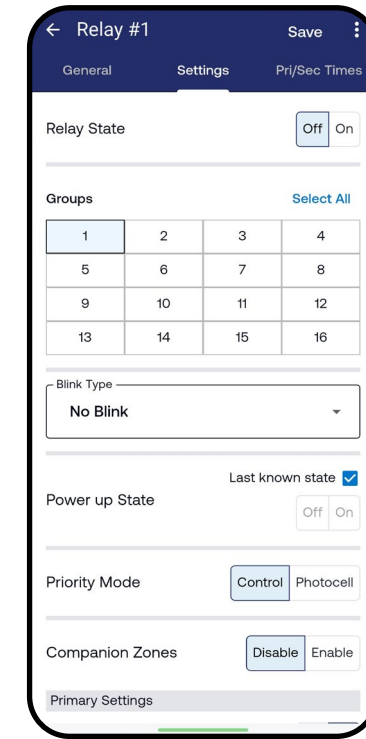 Relay #1 Save
General Settings Pri/Sec Times
Relay State Off On
Groups Select All
1 2 3 4
5 6 7 8
9 10 11 12
13 14 15 16
Blink Type
No Blink
Last known state
Power up State Off On
Priority Mode Control Photocell
Companion Zones Disable Enable
Primary Settings